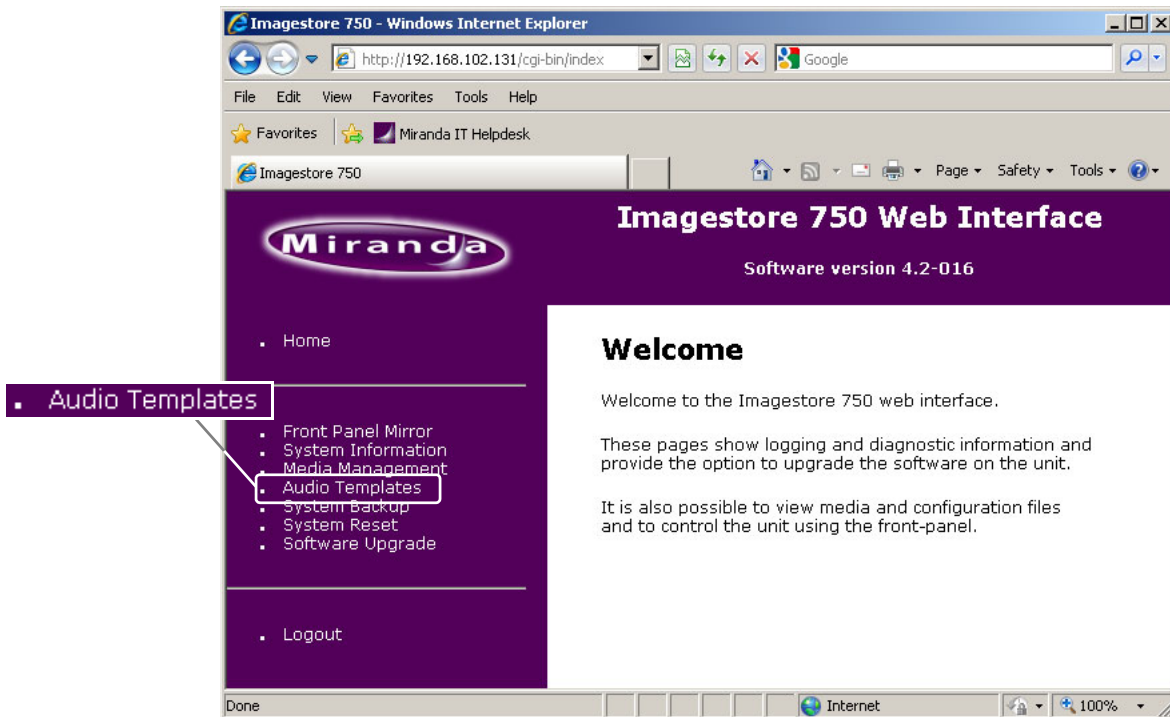 Imagestore 750 - Windows Internet Explorer
http://192.168.102.131/cgi-bin/index
Google
File Edit View Favorites Tools Help
Favorites Miranda IT Helpdesk
Imagestore 750
Page Safety Tools
Miranda
Imagestore 750 Web Interface
Software version 4.2-016
Home
Audio Templates
Front Panel Mirror
System Information
Media Management
Audio Templates
System Backup
System Reset
Software Upgrade
Logout
Welcome
Welcome to the Imagestore 750 web interface.
These pages show logging and diagnostic information and
provide the option to upgrade the software on the unit.
It is also possible to view media and configuration files
and to control the unit using the front-panel.
Done Internet 100%